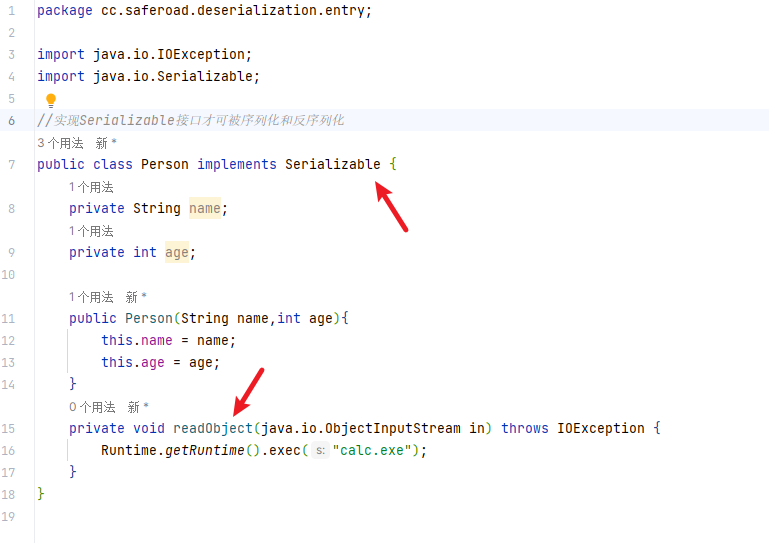 1 package cc.saferoad.deserialization.entry;
2
3 import java.io.IOException;
4 import java.io.Serializable;
5
6 //实现Serializable接口才可被序列化和反序列化
3个用法 新 *
7 public class Person implements Serializable {
1个用法
8 private String name;
1个用法
9 private int age;
10
1个用法 新 *
11 public Person(String name,int age){
12 this.name = name;
13 this.age = age;
14 }
0个用法 新 *
15 private void readObject(java.io.ObjectInputStream in) throws IOException {
16 Runtime.getRuntime().exec( s: "calc.exe");
17 }
18 }
19